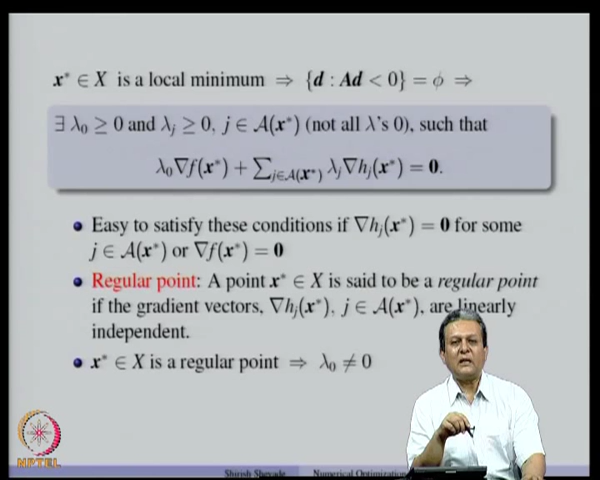 x* ∈ X is a local minimum ⇒ {d : Ad < 0} = φ ⇒
∃ λ₀ ≥ 0 and λⱼ ≥ 0, j ∈ 𝒜(x*) (not all λ's 0), such that
λ₀∇f(x*) + ∑_{j∈𝒜(x*)} λⱼ∇hⱼ(x*) = 0.
• Easy to satisfy these conditions if ∇hⱼ(x*) = 0 for some
j ∈ 𝒜(x*) or ∇f(x*) = 0
• Regular point: A point x* ∈ X is said to be a regular point
if the gradient vectors, ∇hⱼ(x*), j ∈ 𝒜(x*), are linearly
independent.
• x* ∈ X is a regular point ⇒ λ₀ ≠ 0
NPTEL
Shirish Shevade Numerical Optimization